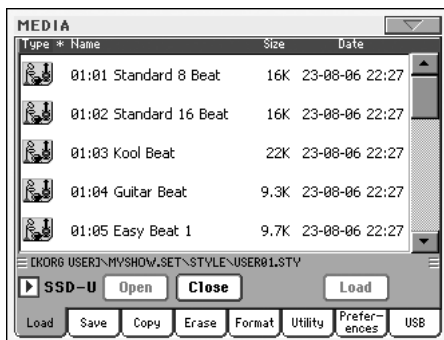 MEDIA
Type * Name Size Date
01:01 Standard 8 Beat 16K 23-08-06 22:27
01:02 Standard 16 Beat 16K 23-08-06 22:27
01:03 Kool Beat 22K 23-08-06 22:27
01:04 Guitar Beat 9.3K 23-08-06 22:27
01:05 Easy Beat 1 9.7K 23-08-06 22:27
[KORG USER]\MYSHOW.SET\STYLE\USER01.STY
SSD-U Open Close Load
Load Save Copy Erase Format Utility Prefer-ences USB